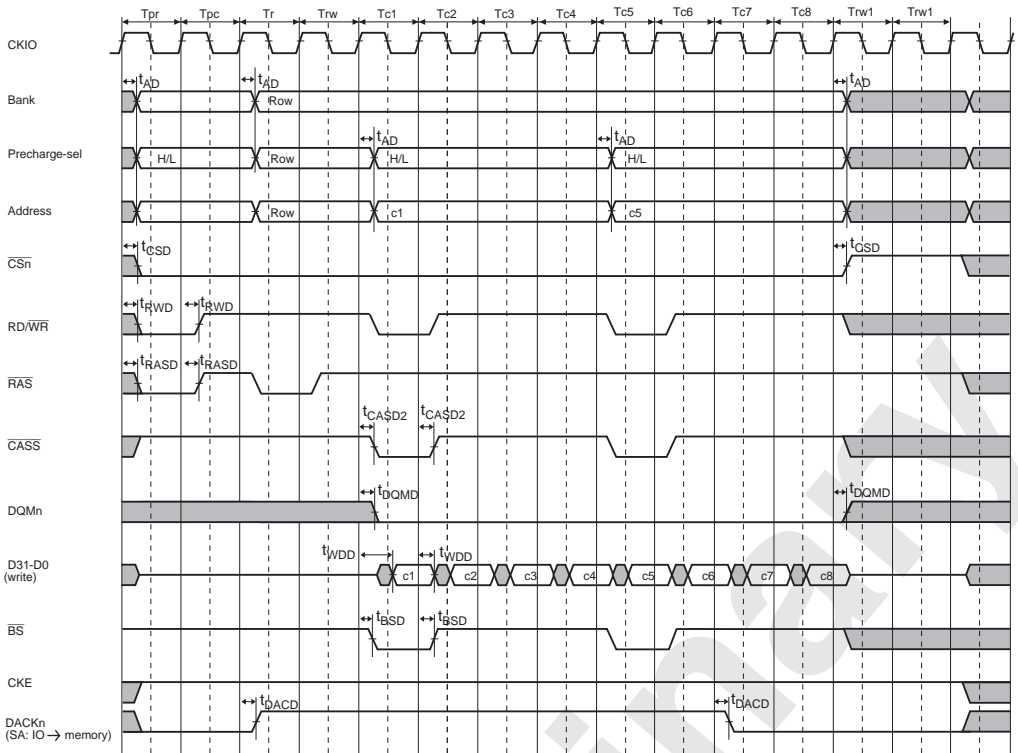 Tpr Tpc Tr Trw Tc1 Tc2 Tc3 Tc4 Tc5 Tc6 Tc7 Tc8 Trw1 Trw1
CKIO
tAD tAD tAD
Bank Row
tAD tAD
Precharge-sel H/L Row H/L H/L
Address Row c1 c5
tCSD tCSD
CSn
tRWD tRWD
RD/WR
tRASD tRASD
RAS
tCASD2 tCASD2
CASS
tDQMD tDQMD
DQMn
tWDD tWDD
D31-D0
(write) c1 c2 c3 c4 c5 c6 c7 c8
tBSD tBSD
BS
CKE
tDACD tDACD
DACKn
(SA: IO → memory)
inary